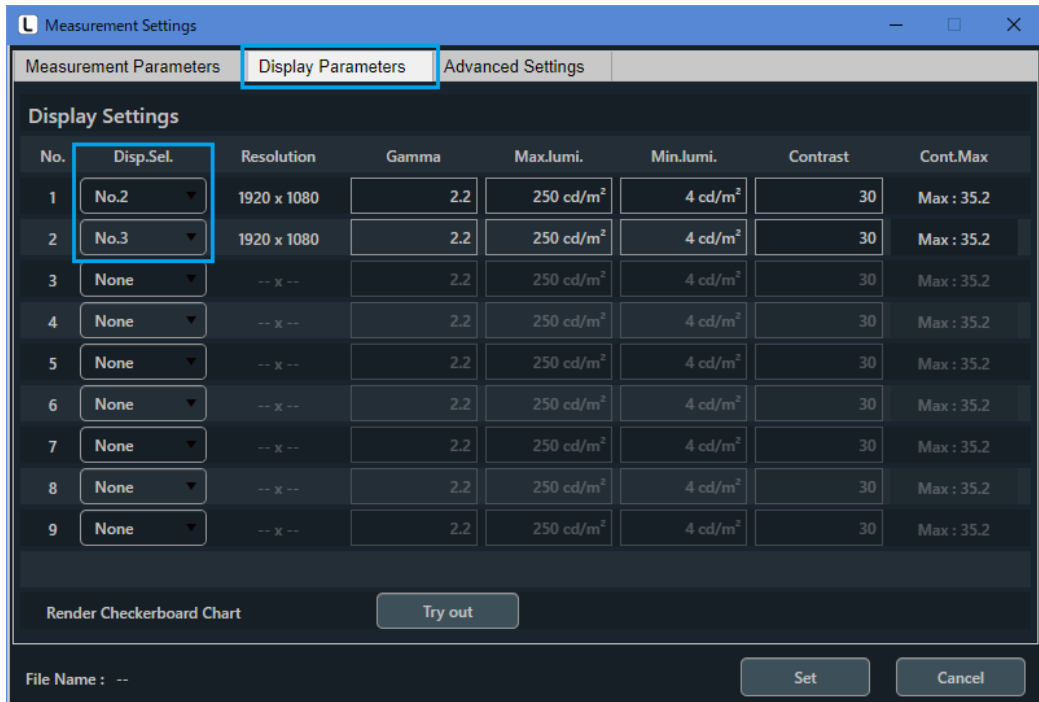 L Measurement Settings
Measurement Parameters Display Parameters Advanced Settings
Display Settings
No. Disp.Sel. Resolution Gamma Max.lumi. Min.lumi. Contrast Cont.Max
1 No.2 1920 x 1080 2.2 250 cd/m² 4 cd/m² 30 Max : 35.2
2 No.3 1920 x 1080 2.2 250 cd/m² 4 cd/m² 30 Max : 35.2
3 None -- x -- 2.2 250 cd/m² 4 cd/m² 30 Max : 35.2
4 None -- x -- 2.2 250 cd/m² 4 cd/m² 30 Max : 35.2
5 None -- x -- 2.2 250 cd/m² 4 cd/m² 30 Max : 35.2
6 None -- x -- 2.2 250 cd/m² 4 cd/m² 30 Max : 35.2
7 None -- x -- 2.2 250 cd/m² 4 cd/m² 30 Max : 35.2
8 None -- x -- 2.2 250 cd/m² 4 cd/m² 30 Max : 35.2
9 None -- x -- 2.2 250 cd/m² 4 cd/m² 30 Max : 35.2
Render Checkerboard Chart Try out
File Name : -- Set Cancel